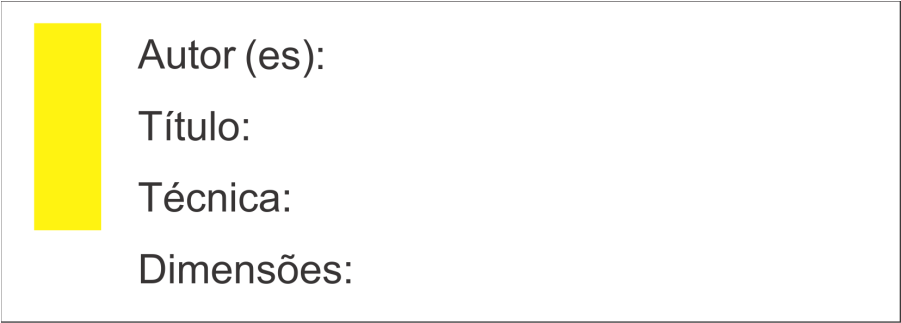 Autor (es):
Título:
Técnica:
Dimensões: